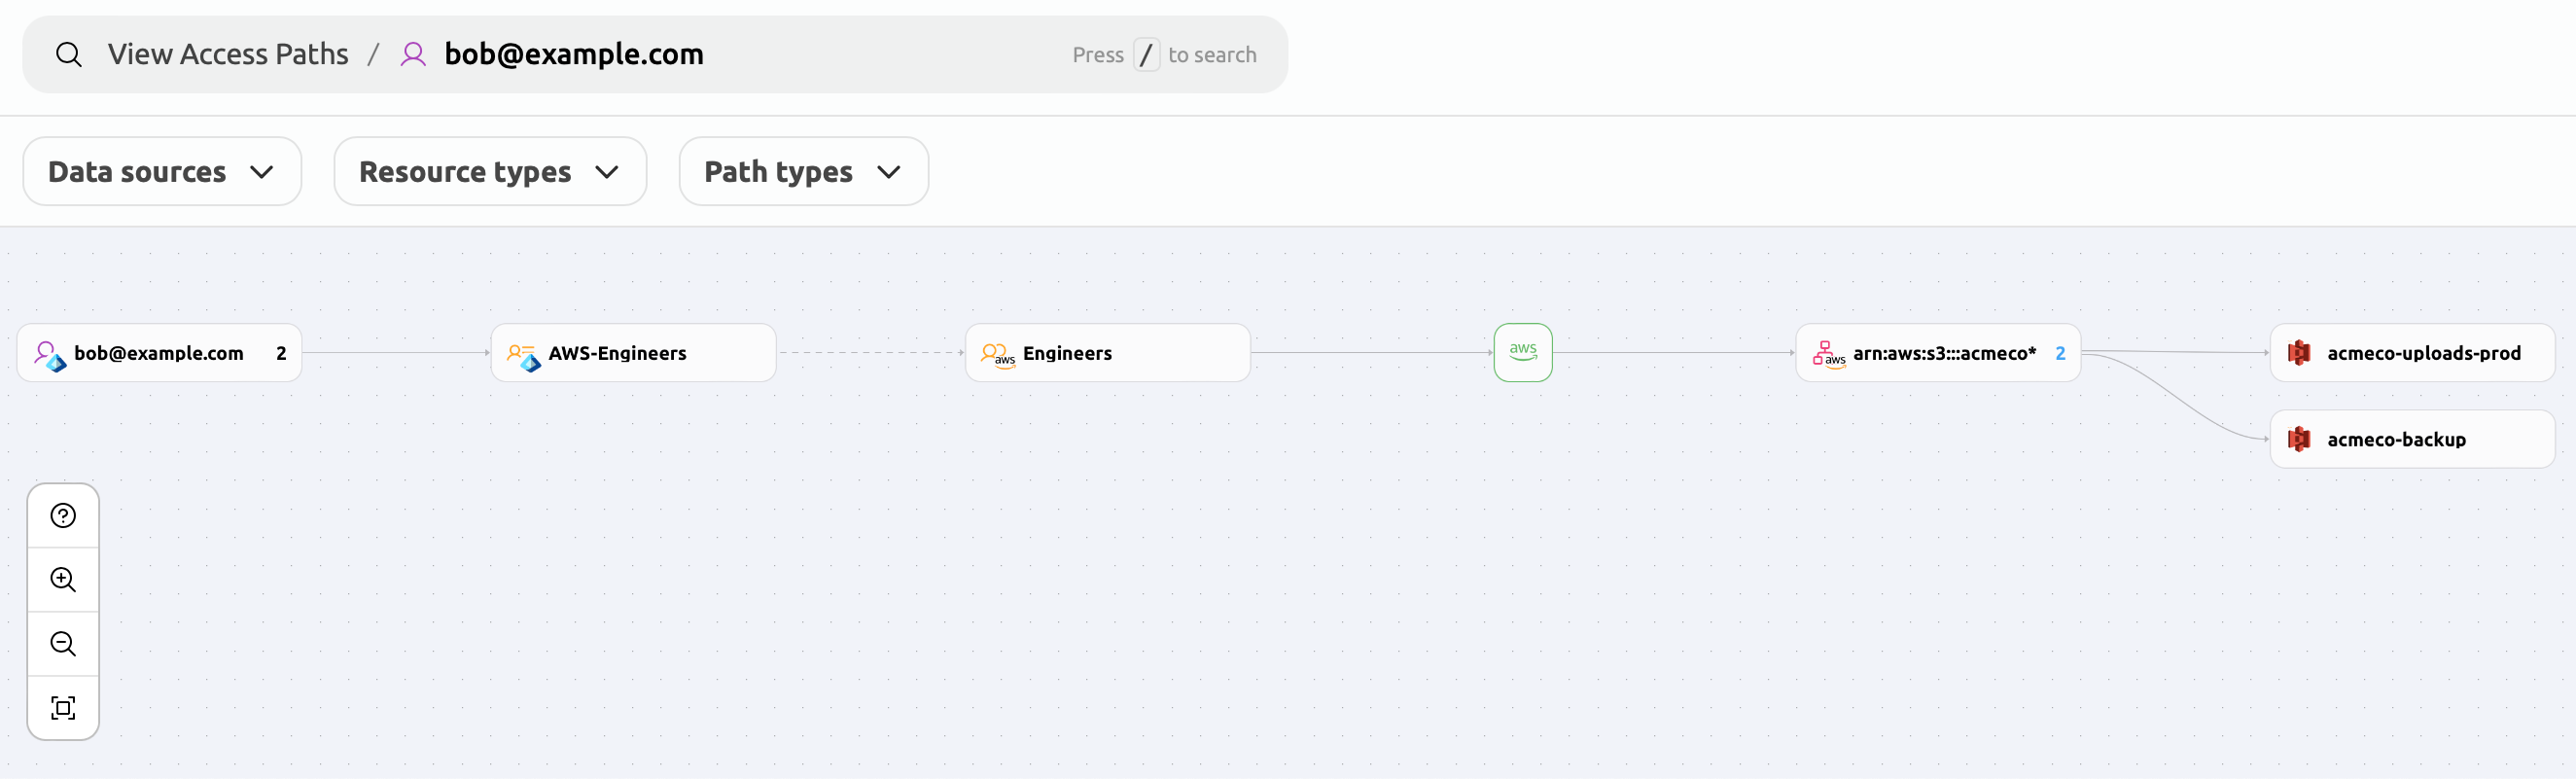 View Access Paths / bob@example.com Press / to search
Data sources Resource types Path types
bob@example.com 2 AWS-Engineers aws Engineers aws aws arn:aws:s3:::acmeco* 2 acmeco-uploads-prod
acmeco-backup